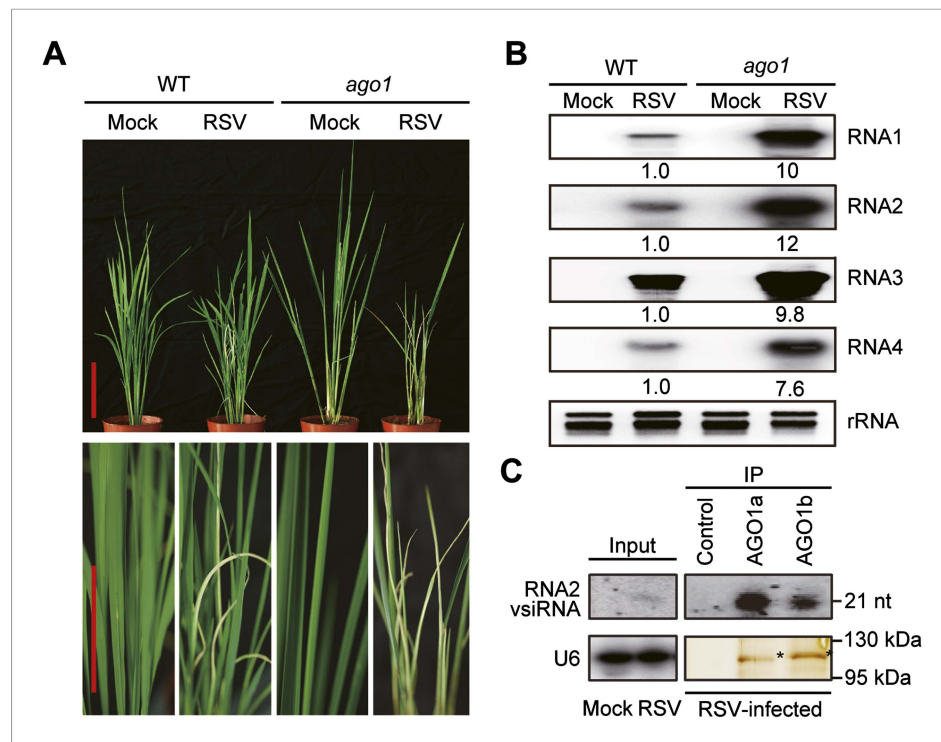 A
WT ago1
Mock RSV Mock RSV
B
WT ago1
Mock RSV Mock RSV
RNA1
1.0 10
RNA2
1.0 12
RNA3
1.0 9.8
RNA4
1.0 7.6
rRNA
C
IP
Input
Control
AGO1a
AGO1b
RNA2
vsiRNA
21 nt
U6
* *
130 kDa
95 kDa
Mock RSV
RSV-infected